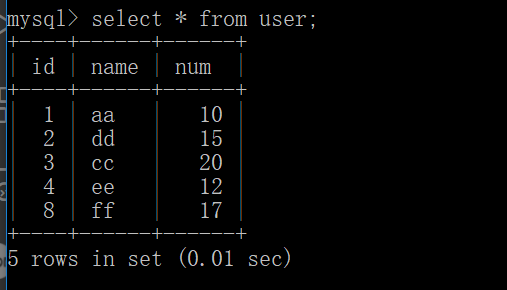 mysql> select * from user;
+----+------+------+
| id | name | num  |
+----+------+------+
|  1 | aa   |   10 |
|  2 | dd   |   15 |
|  3 | cc   |   20 |
|  4 | ee   |   12 |
|  8 | ff   |   17 |
+----+------+------+
5 rows in set (0.01 sec)